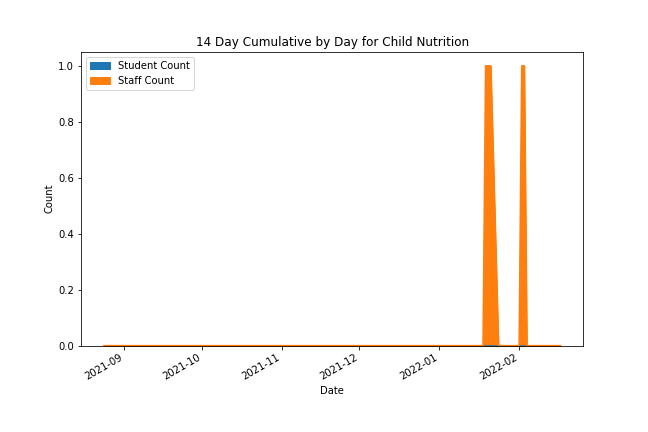 14 Day Cumulative by Day for Child Nutrition
Student Count
Staff Count
1.0
0.8
0.6
0.4
0.2
0.0
Count
2021-09
2021-10
2021-11
2021-12
2022-01
2022-02
Date